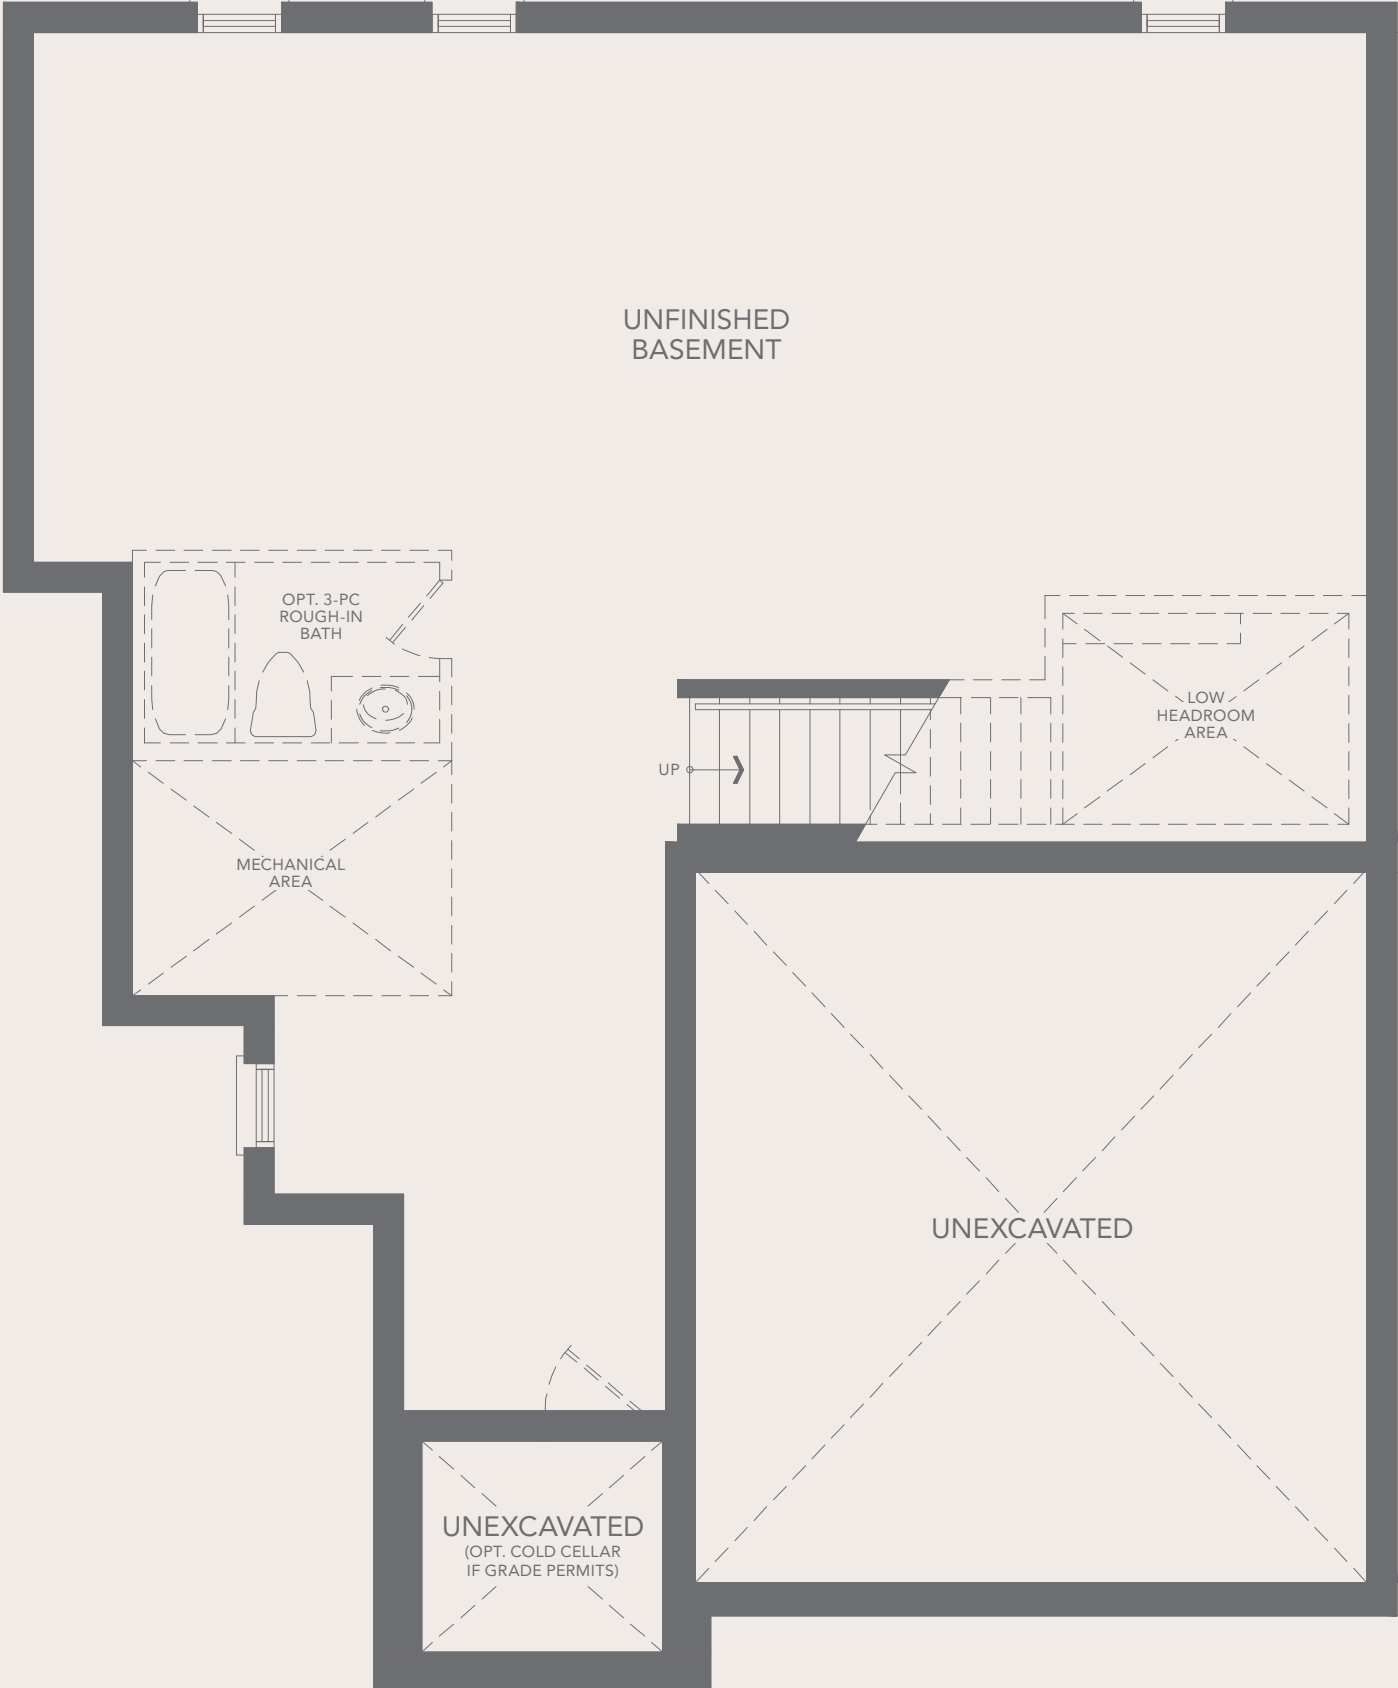 UNFINISHED
BASEMENT
OPT. 3-PC
ROUGH-IN
BATH
LOW
HEADROOM
AREA
UP
MECHANICAL
AREA
UNEXCAVATED
UNEXCAVATED
(OPT. COLD CELLAR
IF GRADE PERMITS)